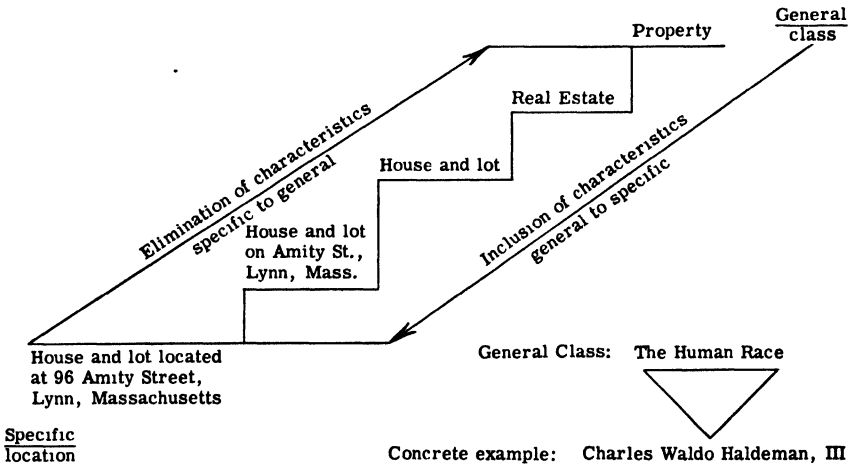 General
class
Property
Real Estate
House and lot
House and lot
on Amity St.,
Lynn, Mass.
Elimination of characteristics
specific to general
Inclusion of characteristics
general to specific
House and lot located
at 96 Amity Street,
Lynn, Massachusetts
Specific
location
General Class: The Human Race
Concrete example: Charles Waldo Haldeman, III